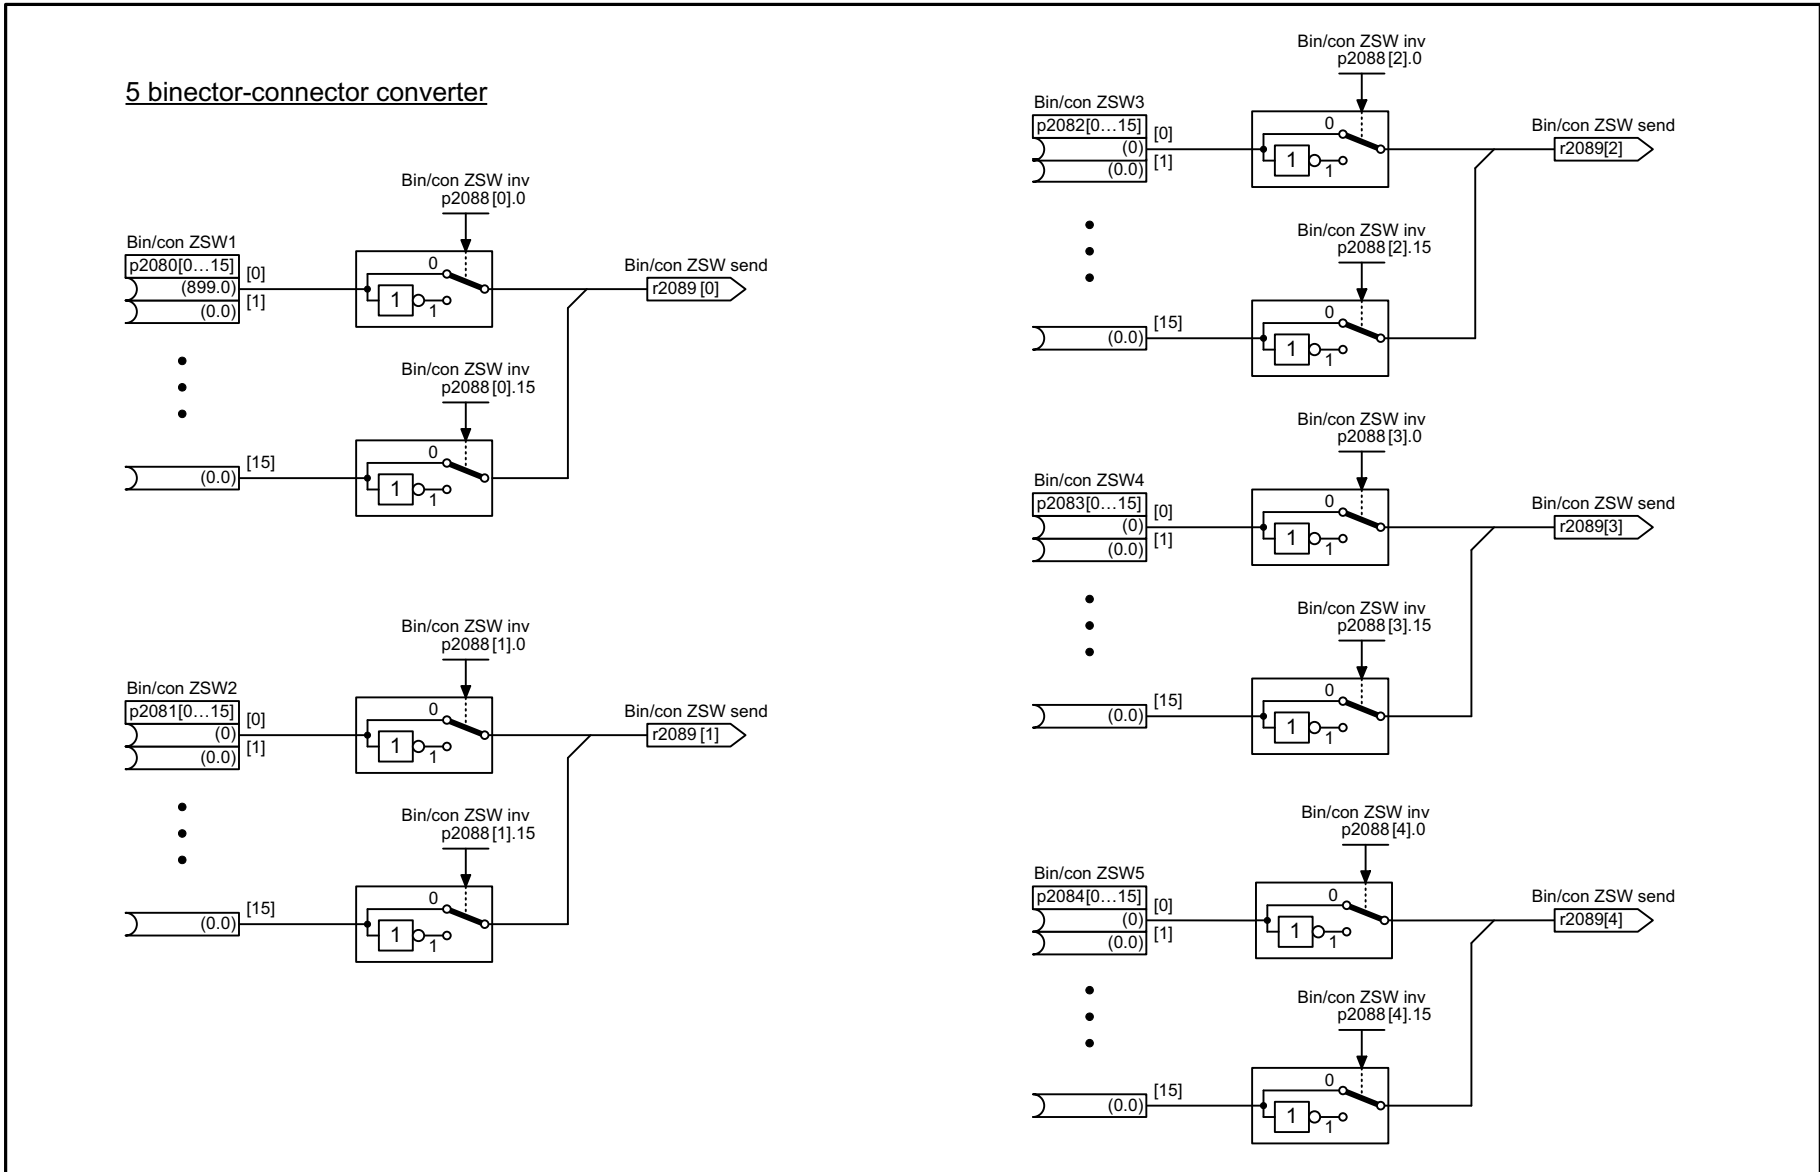 5 binector-connector converter
Bin/con ZSW inv
p2088 [0].0
Bin/con ZSW1
p2080[0…15]
[0]
(899.0)
[1]
(0.0)
0
1
1
Bin/con ZSW send
r2089 [0]
Bin/con ZSW inv
p2088 [0].15
[15]
(0.0)
0
1
1
Bin/con ZSW inv
p2088 [1].0
Bin/con ZSW2
p2081[0…15]
[0]
(0)
[1]
(0.0)
0
1
1
Bin/con ZSW send
r2089 [1]
Bin/con ZSW inv
p2088 [1].15
[15]
(0.0)
0
1
1
Bin/con ZSW inv
p2088 [2].0
Bin/con ZSW3
p2082[0…15]
[0]
(0)
[1]
(0.0)
0
1
1
Bin/con ZSW send
r2089[2]
Bin/con ZSW inv
p2088 [2].15
[15]
(0.0)
0
1
1
Bin/con ZSW inv
p2088 [3].0
Bin/con ZSW4
p2083[0…15]
[0]
(0)
[1]
(0.0)
0
1
1
Bin/con ZSW send
r2089[3]
Bin/con ZSW inv
p2088 [3].15
[15]
(0.0)
0
1
1
Bin/con ZSW inv
p2088 [4].0
Bin/con ZSW5
p2084[0…15]
[0]
(0)
[1]
(0.0)
0
1
1
Bin/con ZSW send
r2089[4]
Bin/con ZSW inv
p2088 [4].15
[15]
(0.0)
0
1
1